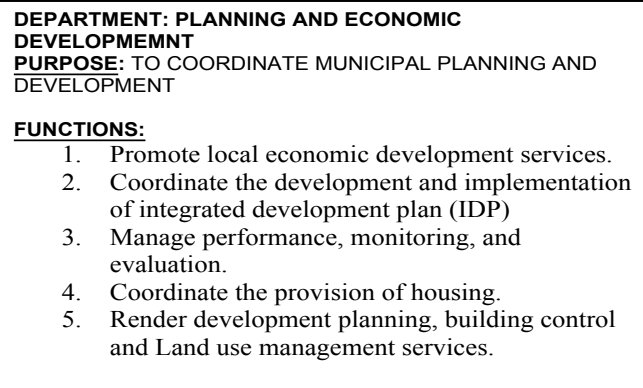 DEPARTMENT: PLANNING AND ECONOMIC
DEVELOPMEMNT
PURPOSE: TO COORDINATE MUNICIPAL PLANNING AND
DEVELOPMENT
FUNCTIONS:
1. Promote local economic development services.
2. Coordinate the development and implementation
of integrated development plan (IDP)
3. Manage performance, monitoring, and
evaluation.
4. Coordinate the provision of housing.
5. Render development planning, building control
and Land use management services.